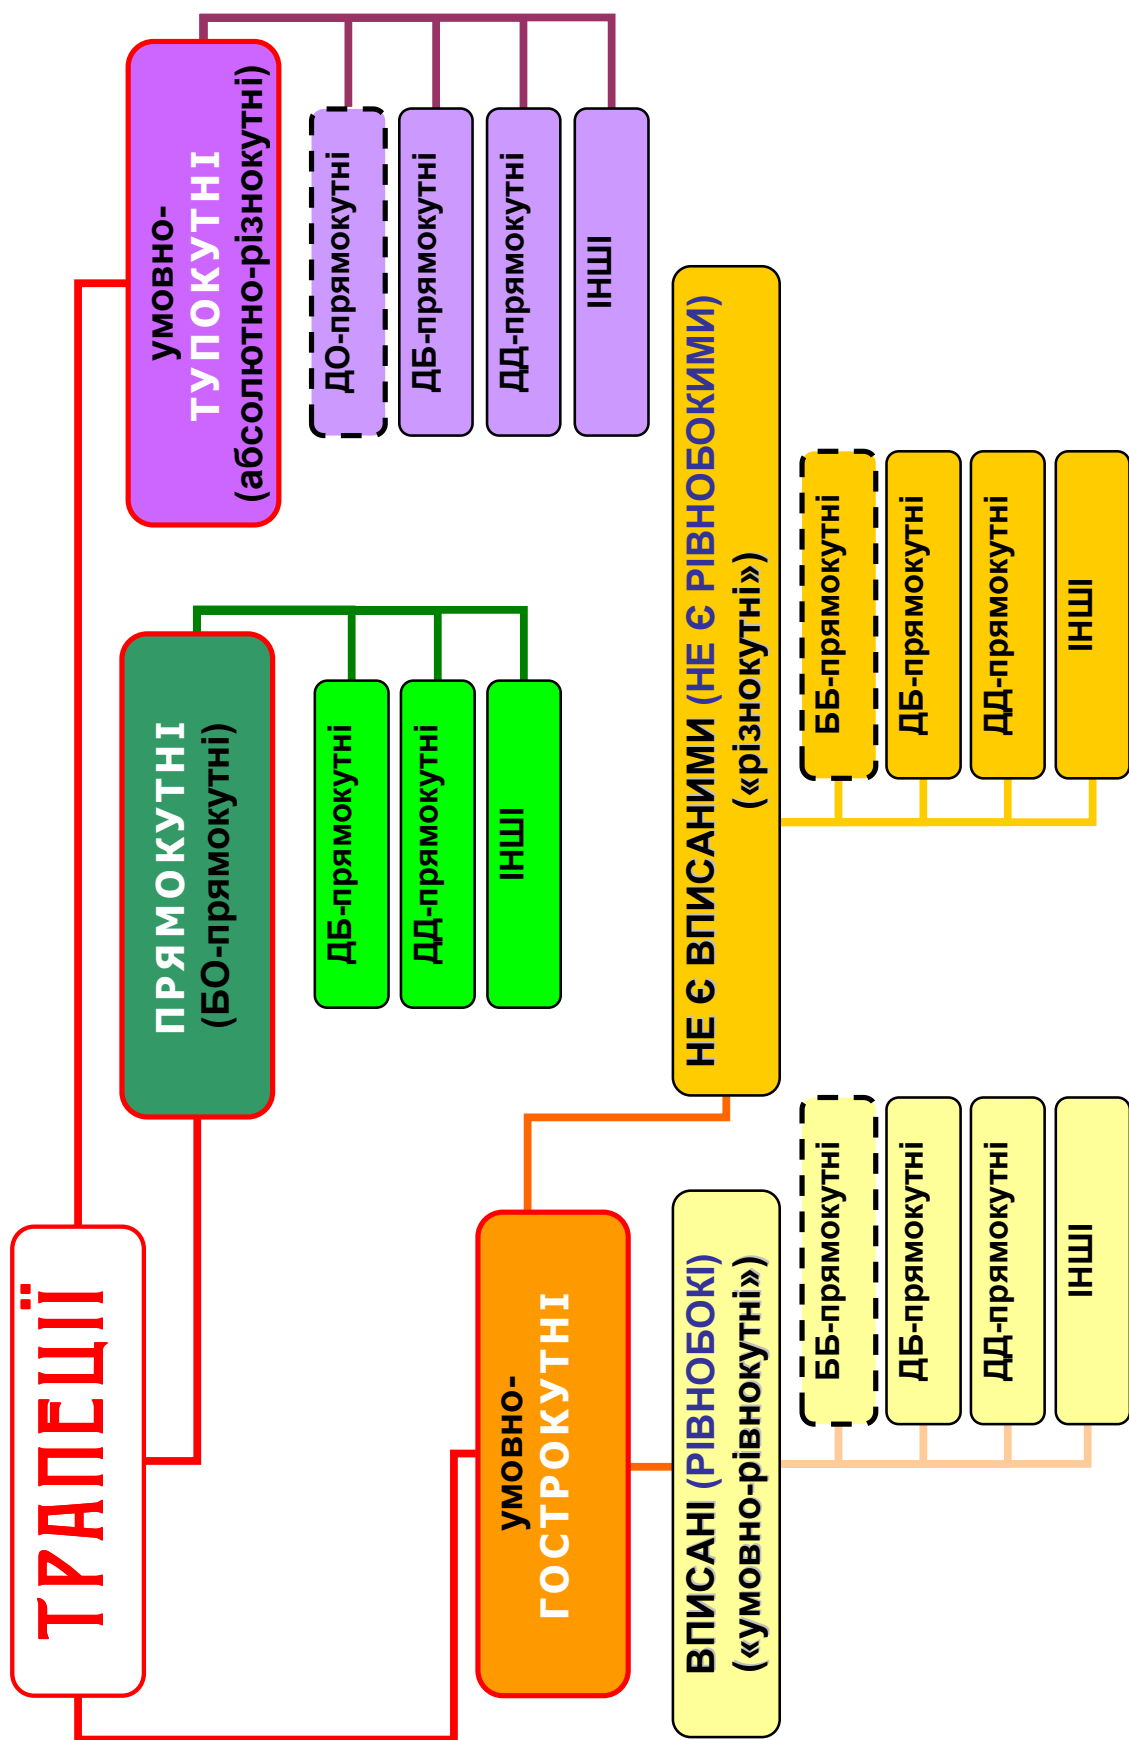 ТРАПЕЦІЇ
умовно-
ГОСТРОКУТНІ
ВПИСАНІ (РІВНОБОКІ)
(«умовно-рівнокутні»)
ББ-прямокутні
ДБ-прямокутні
ДД-прямокутні
ІНШІ
НЕ Є ВПИСАНИМИ (НЕ Є РІВНОБОКИМИ)
(«різнокутні»)
ББ-прямокутні
ДБ-прямокутні
ДД-прямокутні
ІНШІ
ПРЯМОКУТНІ
(БО-прямокутні)
ДБ-прямокутні
ДД-прямокутні
ІНШІ
умовно-
ТУПОКУТНІ
(абсолютно-різнокутні)
ДО-прямокутні
ДБ-прямокутні
ДД-прямокутні
ІНШІ